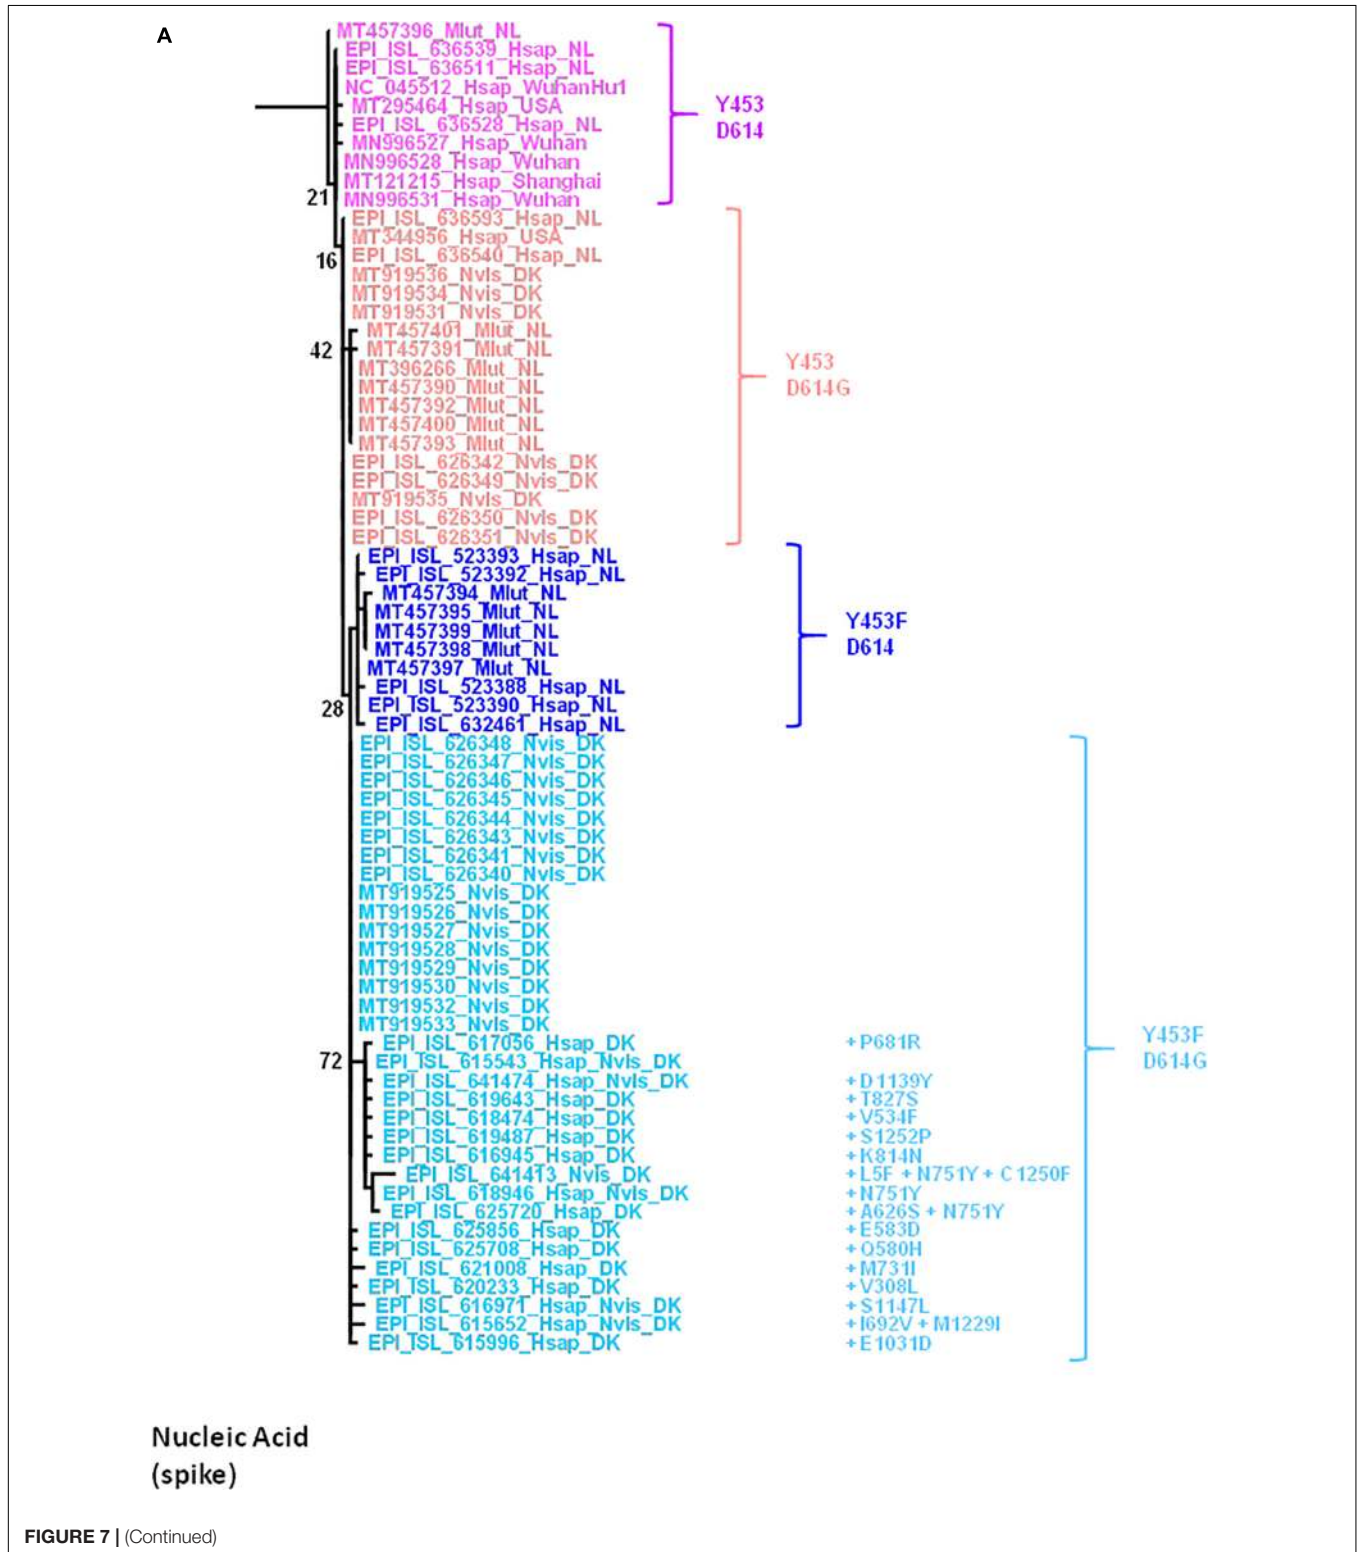 A
MT457396_Mlut_NL
EPI_ISL_636539_Hsap_NL
EPI_ISL_636511_Hsap_NL
NC_045512_Hsap_WuhanHu1
MT295464_Hsap_USA
EPI_ISL_636528_Hsap_NL
MN996527_Hsap_Wuhan
MN996528_Hsap_Wuhan
MT121215_Hsap_Shanghai
MN996531_Hsap_Wuhan
Y453
D614
21
EPI_ISL_636593_Hsap_NL
MT344956_Hsap_USA
EPI_ISL_636540_Hsap_NL
16
MT919536_Nvis_DK
MT919534_Nvis_DK
MT919531_Nvis_DK
MT457401_Mlut_NL
42
MT457391_Mlut_NL
MT396266_Mlut_NL
MT457390_Mlut_NL
MT457392_Mlut_NL
MT457400_Mlut_NL
MT457393_Mlut_NL
EPI_ISL_626342_Nvis_DK
EPI_ISL_626349_Nvis_DK
MT919535_Nvis_DK
EPI_ISL_626350_Nvis_DK
EPI_ISL_626351_Nvis_DK
Y453
D614G
EPI_ISL_523393_Hsap_NL
EPI_ISL_523392_Hsap_NL
MT457394_Mlut_NL
MT457395_Mlut_NL
MT457399_Mlut_NL
MT457398_Mlut_NL
MT457397_Mlut_NL
EPI_ISL_523388_Hsap_NL
EPI_ISL_523390_Hsap_NL
EPI_ISL_632461_Hsap_NL
Y453F
D614
28
EPI_ISL_626348_Nvis_DK
EPI_ISL_626347_Nvis_DK
EPI_ISL_626346_Nvis_DK
EPI_ISL_626345_Nvis_DK
EPI_ISL_626344_Nvis_DK
EPI_ISL_626343_Nvis_DK
EPI_ISL_626341_Nvis_DK
EPI_ISL_626340_Nvis_DK
MT919525_Nvis_DK
MT919526_Nvis_DK
MT919527_Nvis_DK
MT919528_Nvis_DK
MT919529_Nvis_DK
MT919530_Nvis_DK
MT919532_Nvis_DK
MT919533_Nvis_DK
EPI_ISL_617056_Hsap_DK +P681R
72
EPI_ISL_615543_Hsap_Nvis_DK
EPI_ISL_641474_Hsap_Nvis_DK +D1139Y
EPI_ISL_619643_Hsap_DK +T827S
EPI_ISL_618474_Hsap_DK +V534F
EPI_ISL_619487_Hsap_DK +S1252P
EPI_ISL_616945_Hsap_DK +K814N
EPI_ISL_641413_Nvis_DK +L5F + N751Y + C1250F
EPI_ISL_618946_Hsap_Nvis_DK +N751Y
EPI_ISL_625720_Hsap_DK +A626S + N751Y
EPI_ISL_625856_Hsap_DK +E583D
EPI_ISL_625708_Hsap_DK +Q580H
EPI_ISL_621008_Hsap_DK +M731I
EPI_ISL_620233_Hsap_DK +V308L
EPI_ISL_616971_Hsap_Nvis_DK +S1147L
EPI_ISL_615652_Hsap_Nvis_DK +I692V + M1229I
EPI_ISL_615996_Hsap_DK +E1031D
Y453F
D614G
Nucleic Acid
(spike)
FIGURE 7 | (Continued)